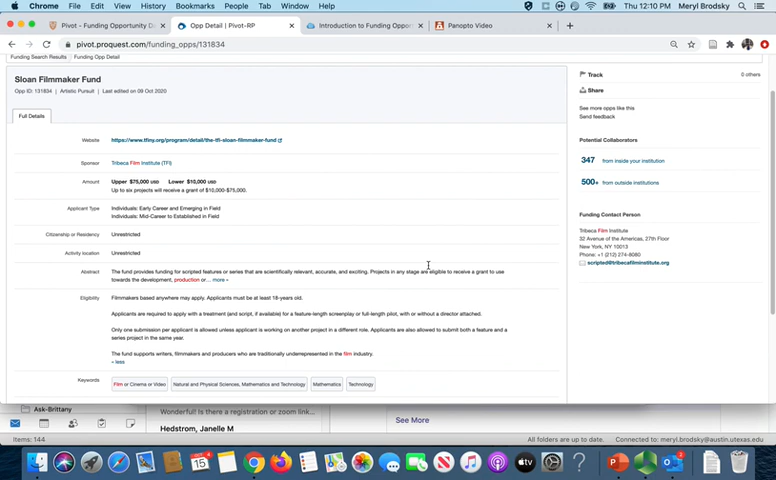 Chrome File Edit View History Bookmarks People Tab Window Help Thu 12:10 PM Meryl Brodsky
Pivot - Funding Opportunity D
Opp Detail | Pivot-RP
Introduction to Funding Oppor
Panopto Video
pivot.proquest.com/funding_opps/131834
Funding Search Results Funding Opp Detail
Sloan Filmmaker Fund
Opp ID: 131834 | Artistic Pursuit | Last edited on 09 Oct 2020
Full Details
Website https://www.tfiny.org/program/detail/the-tfi-sloan-filmmaker-fund
Sponsor Tribeca Film Institute (TFI)
Amount Upper $75,000 USD Lower $10,000 USD
Up to six projects will receive a grant of $10,000-$75,000.
Applicant Type Individuals: Early Career and Emerging in Field
Individuals: Mid-Career to Established in Field
Citizenship or Residency Unrestricted
Activity location Unrestricted
Abstract The fund provides funding for scripted features or series that are scientifically relevant, accurate, and exciting. Projects in any stage are eligible to receive a grant to use
towards the development, production or... more »
Eligibility Filmmakers based anywhere may apply. Applicants must be at least 18-years old.
Applicants are required to apply with a treatment (and script, if available) for a feature-length screenplay or full-length pilot, with or without a director attached.
Only one submission per applicant is allowed unless applicant is working on another project in a different role. Applicants are also allowed to submit both a feature and a
series project in the same year.
The fund supports writers, filmmakers and producers who are traditionally underrepresented in the film industry.
« less
Keywords Film or Cinema or Video Natural and Physical Sciences, Mathematics and Technology Mathematics Technology
Track 0 others
Share
See more opps like this
Send feedback
Potential Collaborators
347 from inside your institution
500+ from outside institutions
Funding Contact Person
Tribeca Film Institute
32 Avenue of the Americas, 27th Floor
New York, NY 10013
Phone: +1 (212) 274-8080
scripted@tribecafilminstitute.org
Ask-Brittany
Wonderful! Is there a registration or zoom link...
Hedstrom, Janelle M
See More
Items: 144 All folders are up to date. Connected to: meryl.brodsky@austin.utexas.edu
15